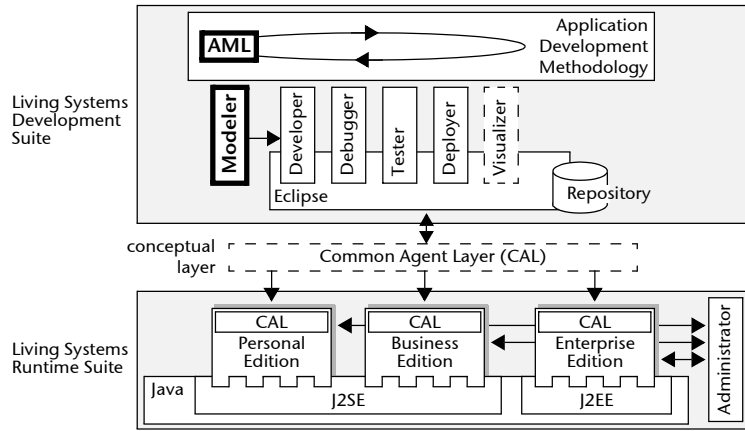 AML
Application
Development
Methodology
Living Systems
Development
Suite
Modeler
Developer
Debugger
Tester
Deployer
Visualizer
Eclipse
Repository
conceptual
layer
Common Agent Layer (CAL)
Living Systems
Runtime Suite
CAL
Personal
Edition
CAL
Business
Edition
CAL
Enterprise
Edition
Administrator
Java
J2SE
J2EE